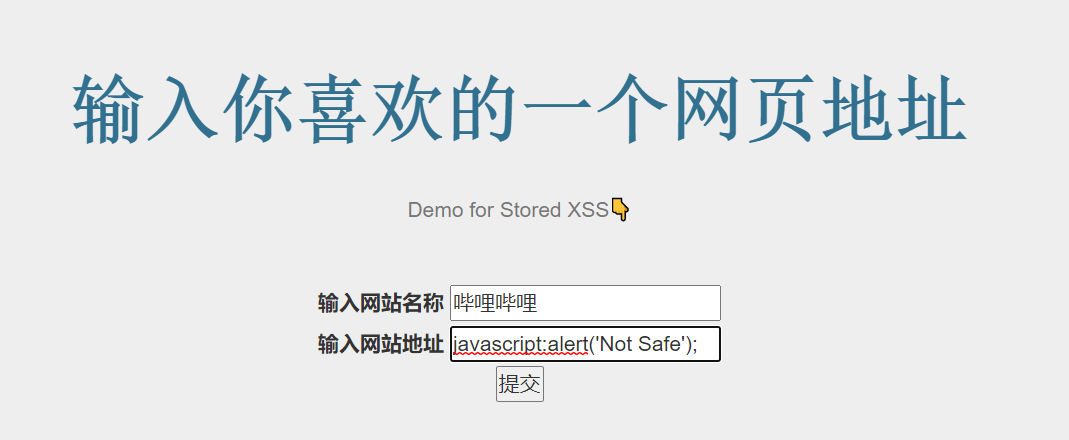 输入你喜欢的一个网页地址
Demo for Stored XSS👇
输入网站名称 哔哩哔哩
输入网站地址 javascript:alert('Not Safe');
提交